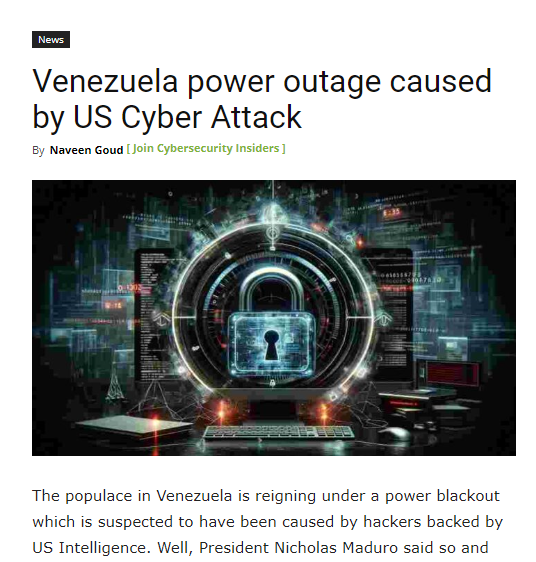 News
Venezuela power outage caused
by US Cyber Attack
By Naveen Goud [ Join Cybersecurity Insiders ]
The populace in Venezuela is reigning under a power blackout
which is suspected to have been caused by hackers backed by
US Intelligence. Well, President Nicholas Maduro said so and